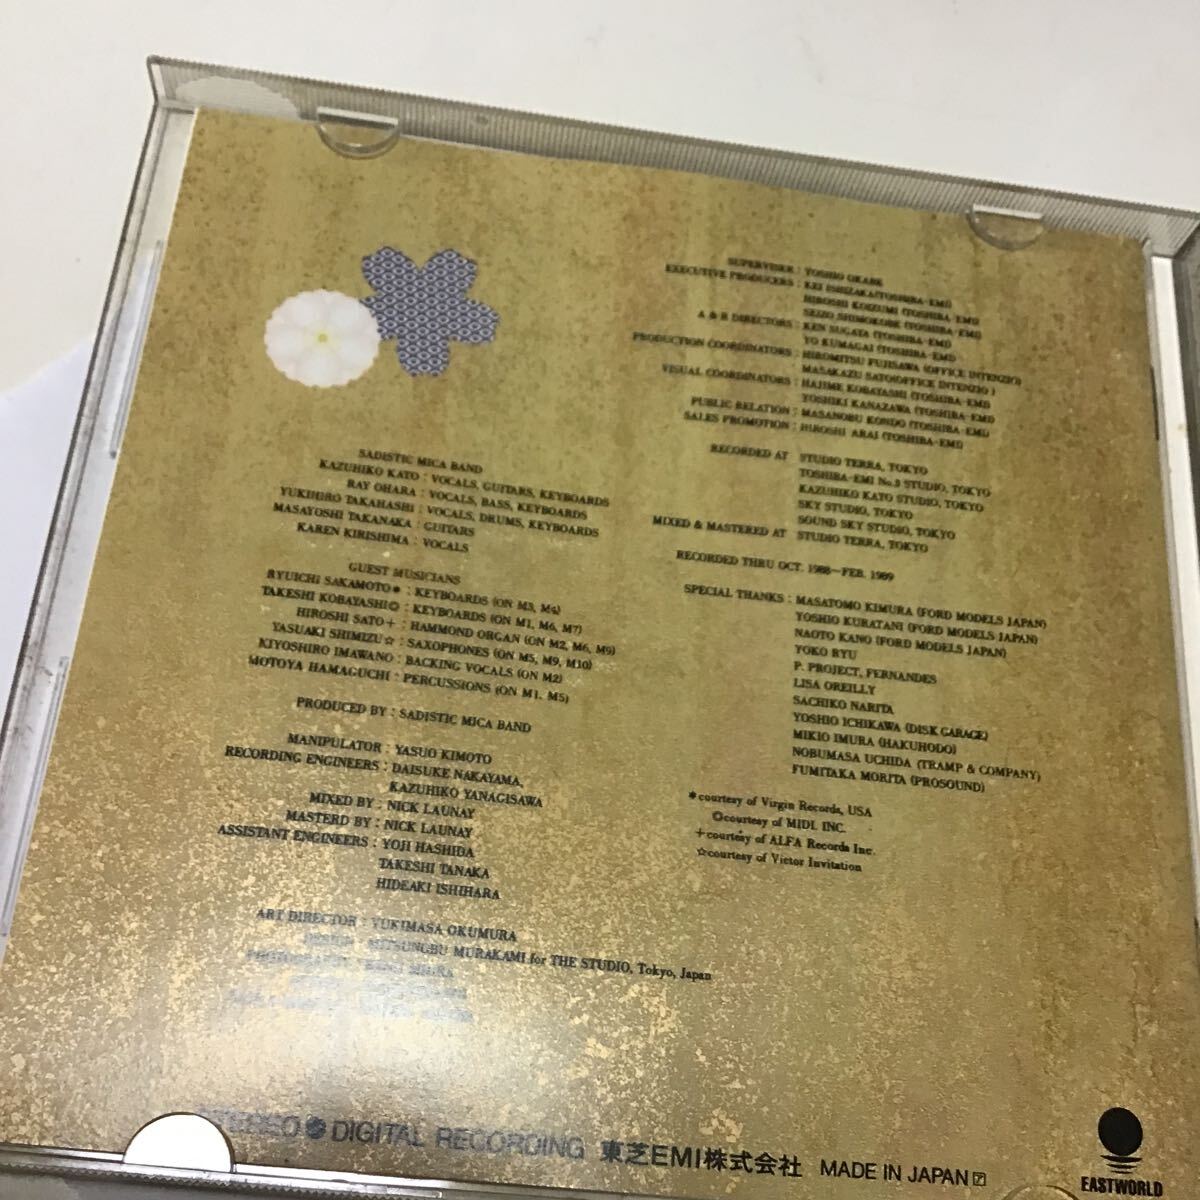 SADISTIC MICA BAND
KAZUHIKO KATO : VOCALS, GUITARS, KEYBOARDS
RAY OHARA : VOCALS, BASS, KEYBOARDS
YUKIHIRO TAKAHASHI : VOCALS, DRUMS, KEYBOARDS
MASAYOSHI TAKANAKA : GUITARS
KAREN KIRISHIMA : VOCALS
GUEST MUSICIANS
RYUICHI SAKAMOTO* : KEYBOARDS (ON M3, M4)
TAKESHI KOBAYASHI✪ : KEYBOARDS (ON M1, M6, M7)
HIROSHI SATO+ : HAMMOND ORGAN (ON M2, M6, M9)
YASUAKI SHIMIZU☆ : SAXOPHONES (ON M5, M9, M10)
KIYOSHIRO IMAWANO : BACKING VOCALS (ON M2)
MOTOYA HAMAGUCHI : PERCUSSIONS (ON M1, M5)
PRODUCED BY : SADISTIC MICA BAND
MANIPULATOR : YASUO KIMOTO
RECORDING ENGINEERS : DAISUKE NAKAYAMA,
KAZUHIKO YANAGISAWA
MIXED BY : NICK LAUNAY
MASTERD BY : NICK LAUNAY
ASSISTANT ENGINEERS : YOJI HASHIDA
TAKESHI TANAKA
HIDEAKI ISHIHARA
ART DIRECTOR : YUKIMASA OKUMURA
DESIGN : MITSUNGBU MURAKAMI for THE STUDIO, Tokyo, Japan
PHOTOGRAPHY :
SUPERVISER : TOSHIO OKABE
EXECUTIVE PRODUCERS : KEI ISHIZAKA(TOSHIBA-EMI)
HIROSHI KOIZUMI (TOSHIBA-EMI)
SEIZO SHIMOKOBE (TOSHIBA-EMI)
A & R DIRECTORS : KEN SUGATA (TOSHIBA-EMI)
YO KUMAGAI (TOSHIBA-EMI)
PRODUCTION COORDINATORS : HIROMITSU FUJISAWA (OFFICE INTENZIO)
MASAKAZU SATO(OFFICE INTENZIO )
VISUAL COORDINATORS : HAJIME KOBAYASHI (TOSHIBA-EMI)
YOSHIKI KANAZAWA (TOSHIBA-EMI)
PUBLIC RELATION : MASANOBU KONDO (TOSHIBA-EMI)
SALES PROMOTION : HIROSHI ARAI (TOSHIBA-EMI)
RECORDED AT STUDIO TERRA, TOKYO
TOSHIBA-EMI No.3 STUDIO, TOKYO
KAZUHIKO KATO STUDIO, TOKYO
SKY STUDIO, TOKYO
SOUND SKY STUDIO, TOKYO
MIXED & MASTERED AT STUDIO TERRA, TOKYO
RECORDED THRU OCT. 1988-FEB. 1989
SPECIAL THANKS : MASATOMO KIMURA (FORD MODELS JAPAN)
YOSHIO KURATANI (FORD MODELS JAPAN)
NAOTO KANO (FORD MODELS JAPAN)
YOKO RYU
P. PROJECT, FERNANDES
LISA OREILLY
SACHIKO NARITA
YOSHIO ICHIKAWA (DISK GARAGE)
MIKIO IMURA (HAKUHODO)
NOBUMASA UCHIDA (TRAMP & COMPANY)
FUMITAKA MORITA (PROSOUND)
*courtesy of Virgin Records, USA
✪courtesy of MIDI, INC.
+courtesy of ALFA Records Inc.
☆courtesy of Victor Invitation
STEREO DIGITAL RECORDING 東芝EMI株式会社 MADE IN JAPAN
EASTWORLD